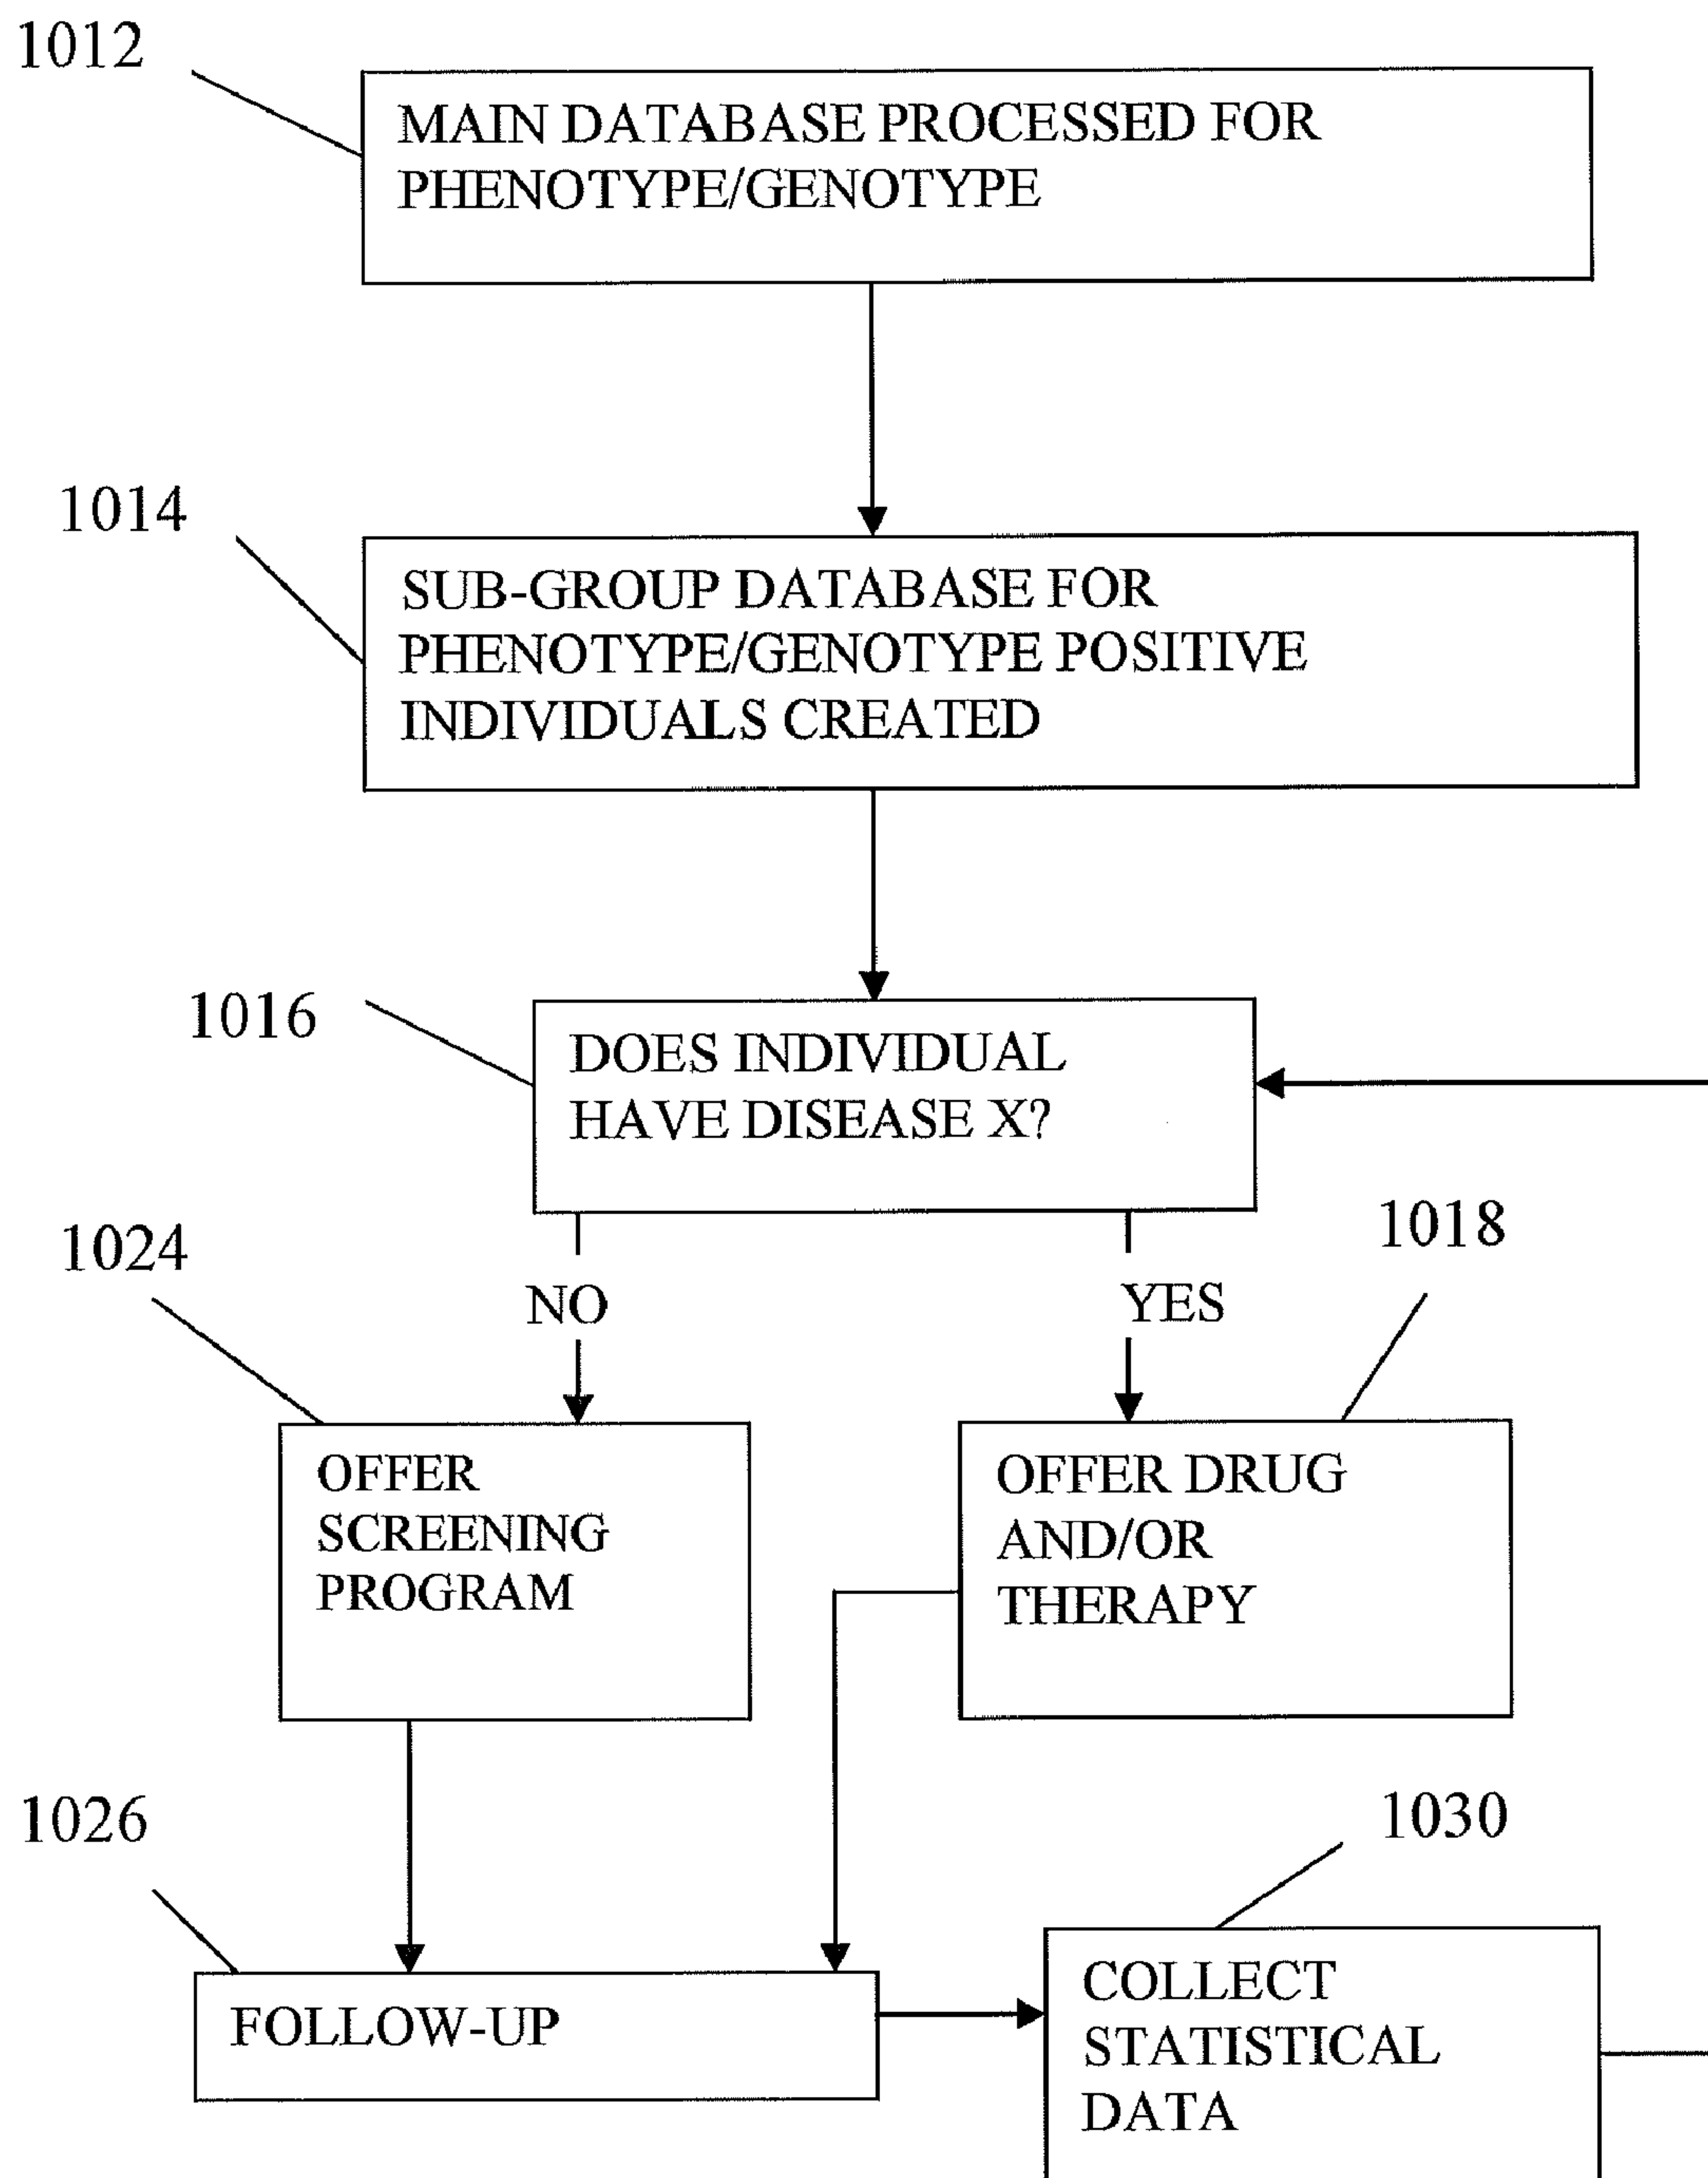 1012
MAIN DATABASE PROCESSED FOR
PHENOTYPE/GENOTYPE
1014
SUB-GROUP DATABASE FOR
PHENOTYPE/GENOTYPE POSITIVE
INDIVIDUALS CREATED
1016
DOES INDIVIDUAL
HAVE DISEASE X?
1024
NO
YES
1018
OFFER
SCREENING
PROGRAM
OFFER DRUG
AND/OR
THERAPY
1026
FOLLOW-UP
1030
COLLECT
STATISTICAL
DATA